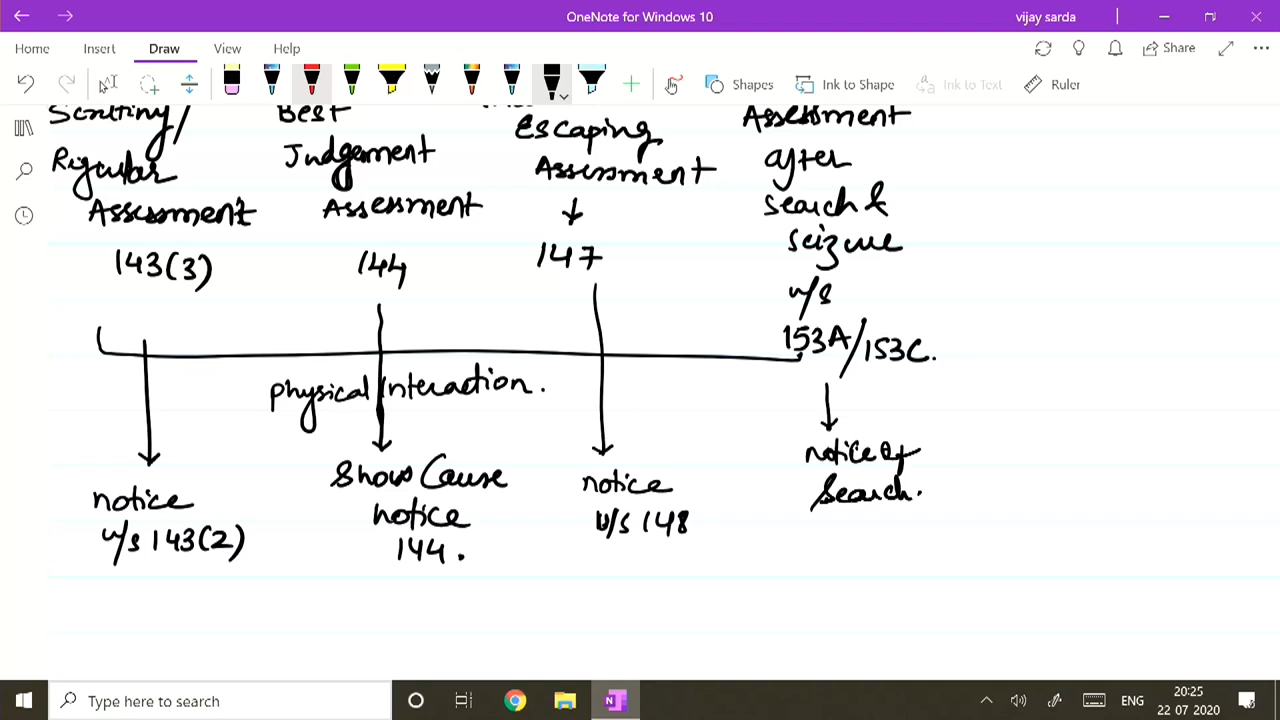 OneNote for Windows 10
vijay sarda
Home Insert Draw View Help
Share
Shapes Ink to Shape Ink to Text Ruler
Scrutiny/
Regular
Assessment
143(3)
Best
Judgement
Assessment
144
Escaping
Assessment
147
Assessment
after
search &
seizure
u/s
153A/153C.
Physical Interaction.
notice
u/s 143(2)
Show Cause
notice
144.
notice
u/s 148
notice of
Search.
Type here to search
ENG
20:25
22 07 2020
3